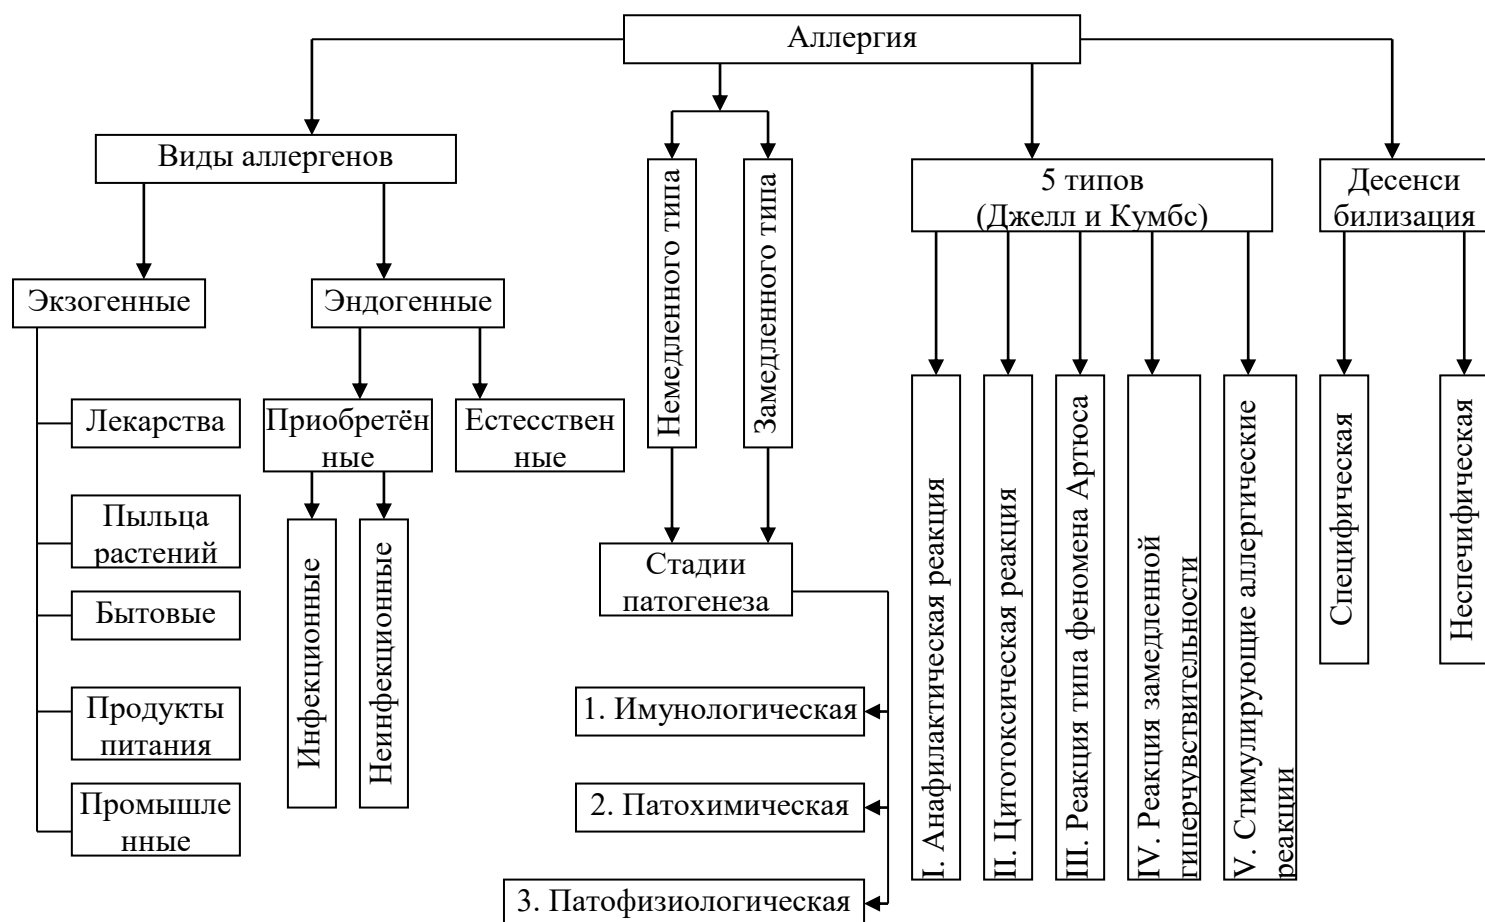 Аллергия
Виды аллергенов
Экзогенные
Лекарства
Пыльца
растений
Бытовые
Продукты
питания
Промышле
нные
Эндогенные
Приобретён
ные
Инфекционные
Неинфекционные
Естесствен
ные
Немедленного типа
Замедленного типа
Стадии
патогенеза
1. Имунологическая
2. Патохимическая
3. Патофизиологическая
5 типов
(Джелл и Кумбс)
I. Анафилактическая реакция
II. Цитотоксическая реакция
III. Реакция типа феномена Артюса
IV. Реакция замедленной
гиперчувствительности
V. Стимулирующие аллергические
реакции
Десенси
билизация
Специфическая
Неспечифическая